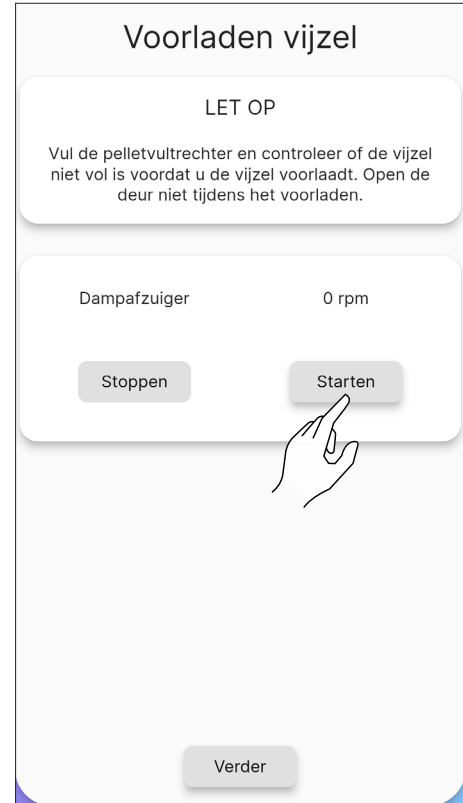 Voorladen vijzel
LET OP
Vul de pelletvultrechter en controleer of de vijzel
niet vol is voordat u de vijzel voorlaadt. Open de
deur niet tijdens het voorladen.
Dampafzuiger 0 rpm
Stoppen Starten
Verder